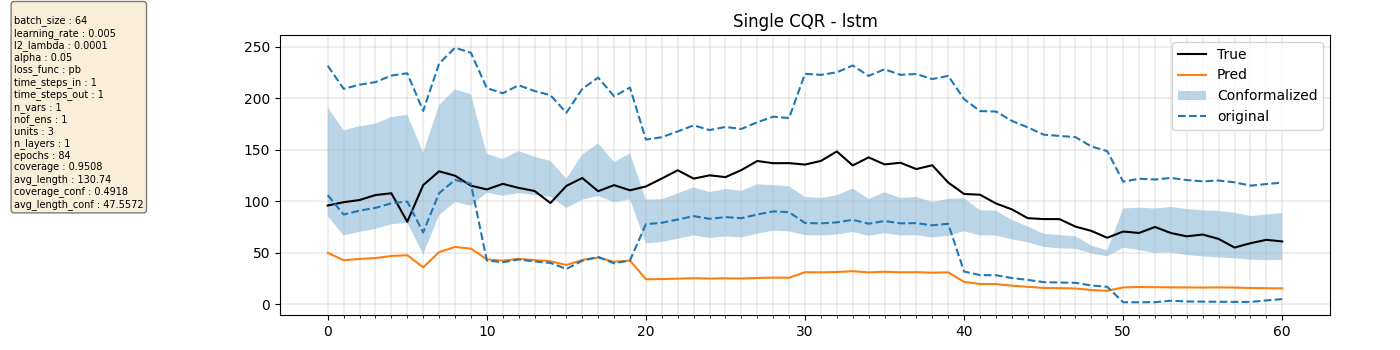 batch_size : 64
learning_rate : 0.005
l2_lambda : 0.0001
alpha : 0.05
loss_func : pb
time_steps_in : 1
time_steps_out : 1
n_vars : 1
nof_ens : 1
units : 3
n_layers : 1
epochs : 84
coverage : 0.9508
avg_length : 130.74
coverage_conf : 0.4918
avg_length_conf : 47.5572
Single CQR - lstm
250
200
150
100
50
0
0 10 20 30 40 50 60
True
Pred
Conformalized
original